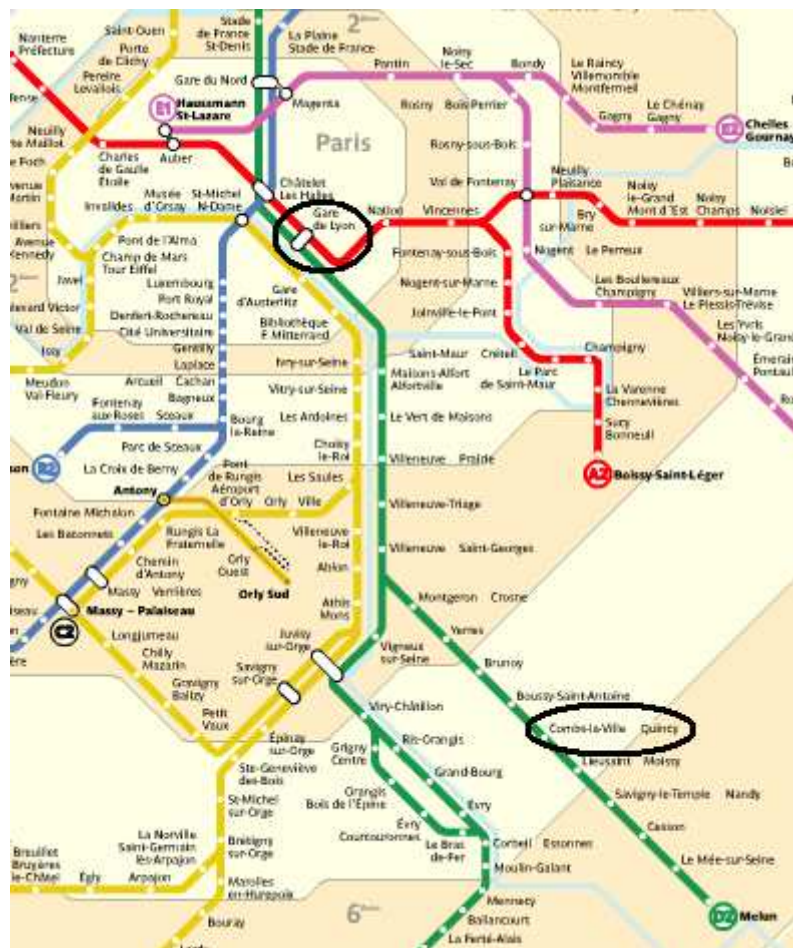 Stade
de France
St-Denis
La Plaine
Stade de France
2
Nanterre
Préfecture
Saint-Ouen
Porte
de Clichy
Pereire
Levallois
Gare du Nord
Magenta
E1
Haussmann
St-Lazare
Pantin
Noisy
le-Sec
Bondy
Le Raincy
Villemomble
Montfermeil
Rosny
Bois-Perrier
Gagny
Le Chénay
Gagny
Chelles
Gournay
Paris
Neuilly
Charles
de Gaulle
Étoile
Auber
Rosny-sous-Bois
Val de Fontenay
Neuilly
Plaisance
Noisy
le-Grand
Mont d'Est
Noisy
Champs
Noisiel
Bry
sur-Marne
Châtelet
Les Halles
Gare
de Lyon
Nation
Vincennes
Musée
d'Orsay
St-Michel
N-Dame
Invalides
Pont de l'Alma
Champ de Mars
Tour Eiffel
Javel
Val de Seine
Issy
Meudon
Val Fleury
Luxembourg
Port Royal
Denfert-Rochereau
Cité Universitaire
Gentilly
Laplace
Arcueil Cachan
Bagneux
Gare
d'Austerlitz
Bibliothèque
F. Mitterrand
Fontenay-sous-Bois
Nogent-sur-Marne
Joinville-le-Pont
Nogent Le Perreux
Les Boullereaux
Champigny
Villiers-sur-Marne
Le Plessis-Trévise
Les Yvris
Noisy-le-Grand
Saint-Maur Créteil
Le Parc
de Saint-Maur
Champigny
La Varenne
Chennevières
Sucy
Bonneuil
A2
Boissy-Saint-Léger
Ivry-sur-Seine
Vitry-sur-Seine
Les Ardoines
Choisy
le-Roi
Les Saules
Maisons-Alfort
Alfortville
Le Vert de Maisons
Villeneuve Prairie
Villeneuve-Triage
Villeneuve Saint-Georges
Fontenay
aux-Roses Sceaux
Bourg
la-Reine
Parc de Sceaux
La Croix de Berny
Antony
Pont
de Rungis
Aéroport
d'Orly Orly Ville
Fontaine Michalon
Les Baconnets
Rungis La
Fraternelle
Orly
Ouest
Orly Sud
Chemin
d'Antony
Massy Verrières
Massy – Palaiseau
C2
Villeneuve
le-Roi
Ablon
Athis
Mons
Longjumeau
Chilly
Mazarin
Gravigny
Balizy
Petit
Vaux
Savigny
sur-Orge
Juvisy
sur-Orge
Épinay
sur-Orge
Ste-Geneviève
des-Bois
St-Michel
sur-Orge
Brétigny
sur-Orge
Marolles
en-Hurepoix
Bouray
La Norville
Saint-Germain
lès-Arpajon
Arpajon
Égly
Breuillet
Bruyères
le-Châtel
Montgeron Crosne
Yerres
Brunoy
Boussy-Saint-Antoine
Combs-la-Ville Quincy
Lieusaint Moissy
Savigny-le-Temple Nandy
Cesson
Le Mée-sur-Seine
D2
Melun
Vigneux
sur-Seine
Viry-Châtillon
Ris-Orangis
Grigny
Centre
Grand-Bourg
Orangis
Bois de l'Épine
Évry
Évry
Courcouronnes
Le Bras
de-Fer
Corbeil Essonnes
Moulin-Galant
Mennecy
Ballancourt
La Ferté-Alais
6